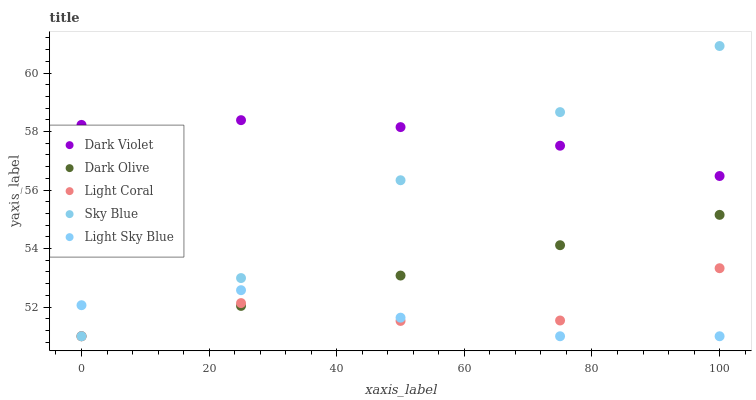 title
yaxis_label
60
58
56
54
52
0
20
40
60
80
100
xaxis_label
Dark Violet
Dark Olive
Light Coral
Sky Blue
Light Sky Blue